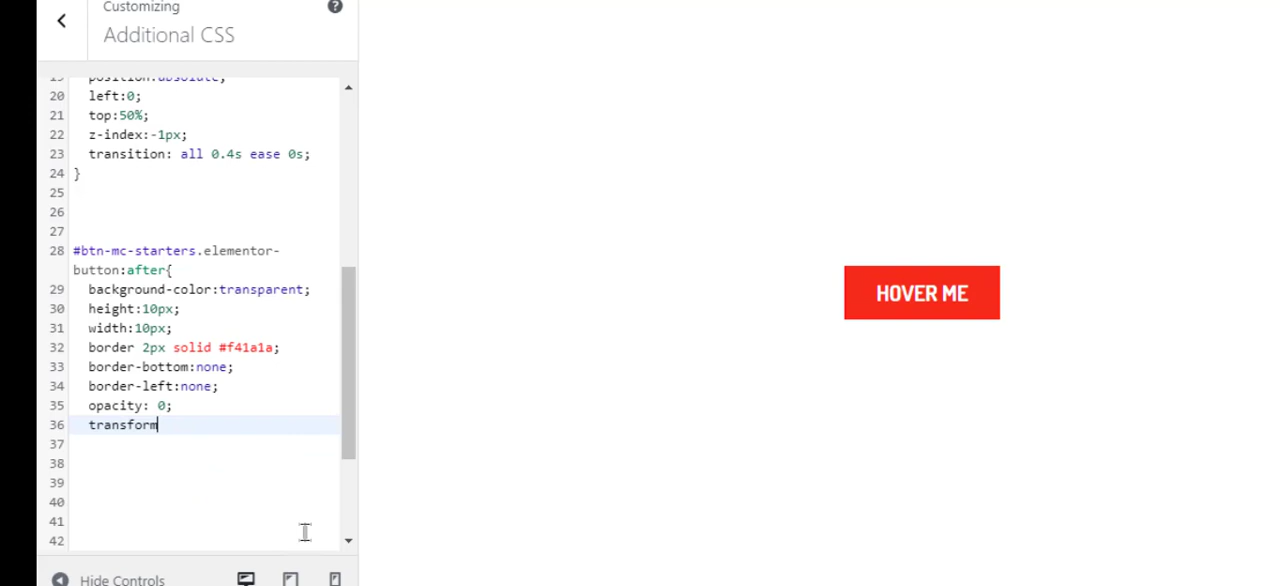 Customizing
Additional CSS
19 position:absolute;
20 left:0;
21 top:50%;
22 z-index:-1px;
23 transition: all 0.4s ease 0s;
24 }
25
26
27
28 #btn-mc-starters.elementor-
button:after{
29 background-color:transparent;
30 height:10px;
31 width:10px;
32 border 2px solid #f41a1a;
33 border-bottom:none;
34 border-left:none;
35 opacity: 0;
36 transform
37
38
39
40
41
42
Hide Controls
HOVER ME